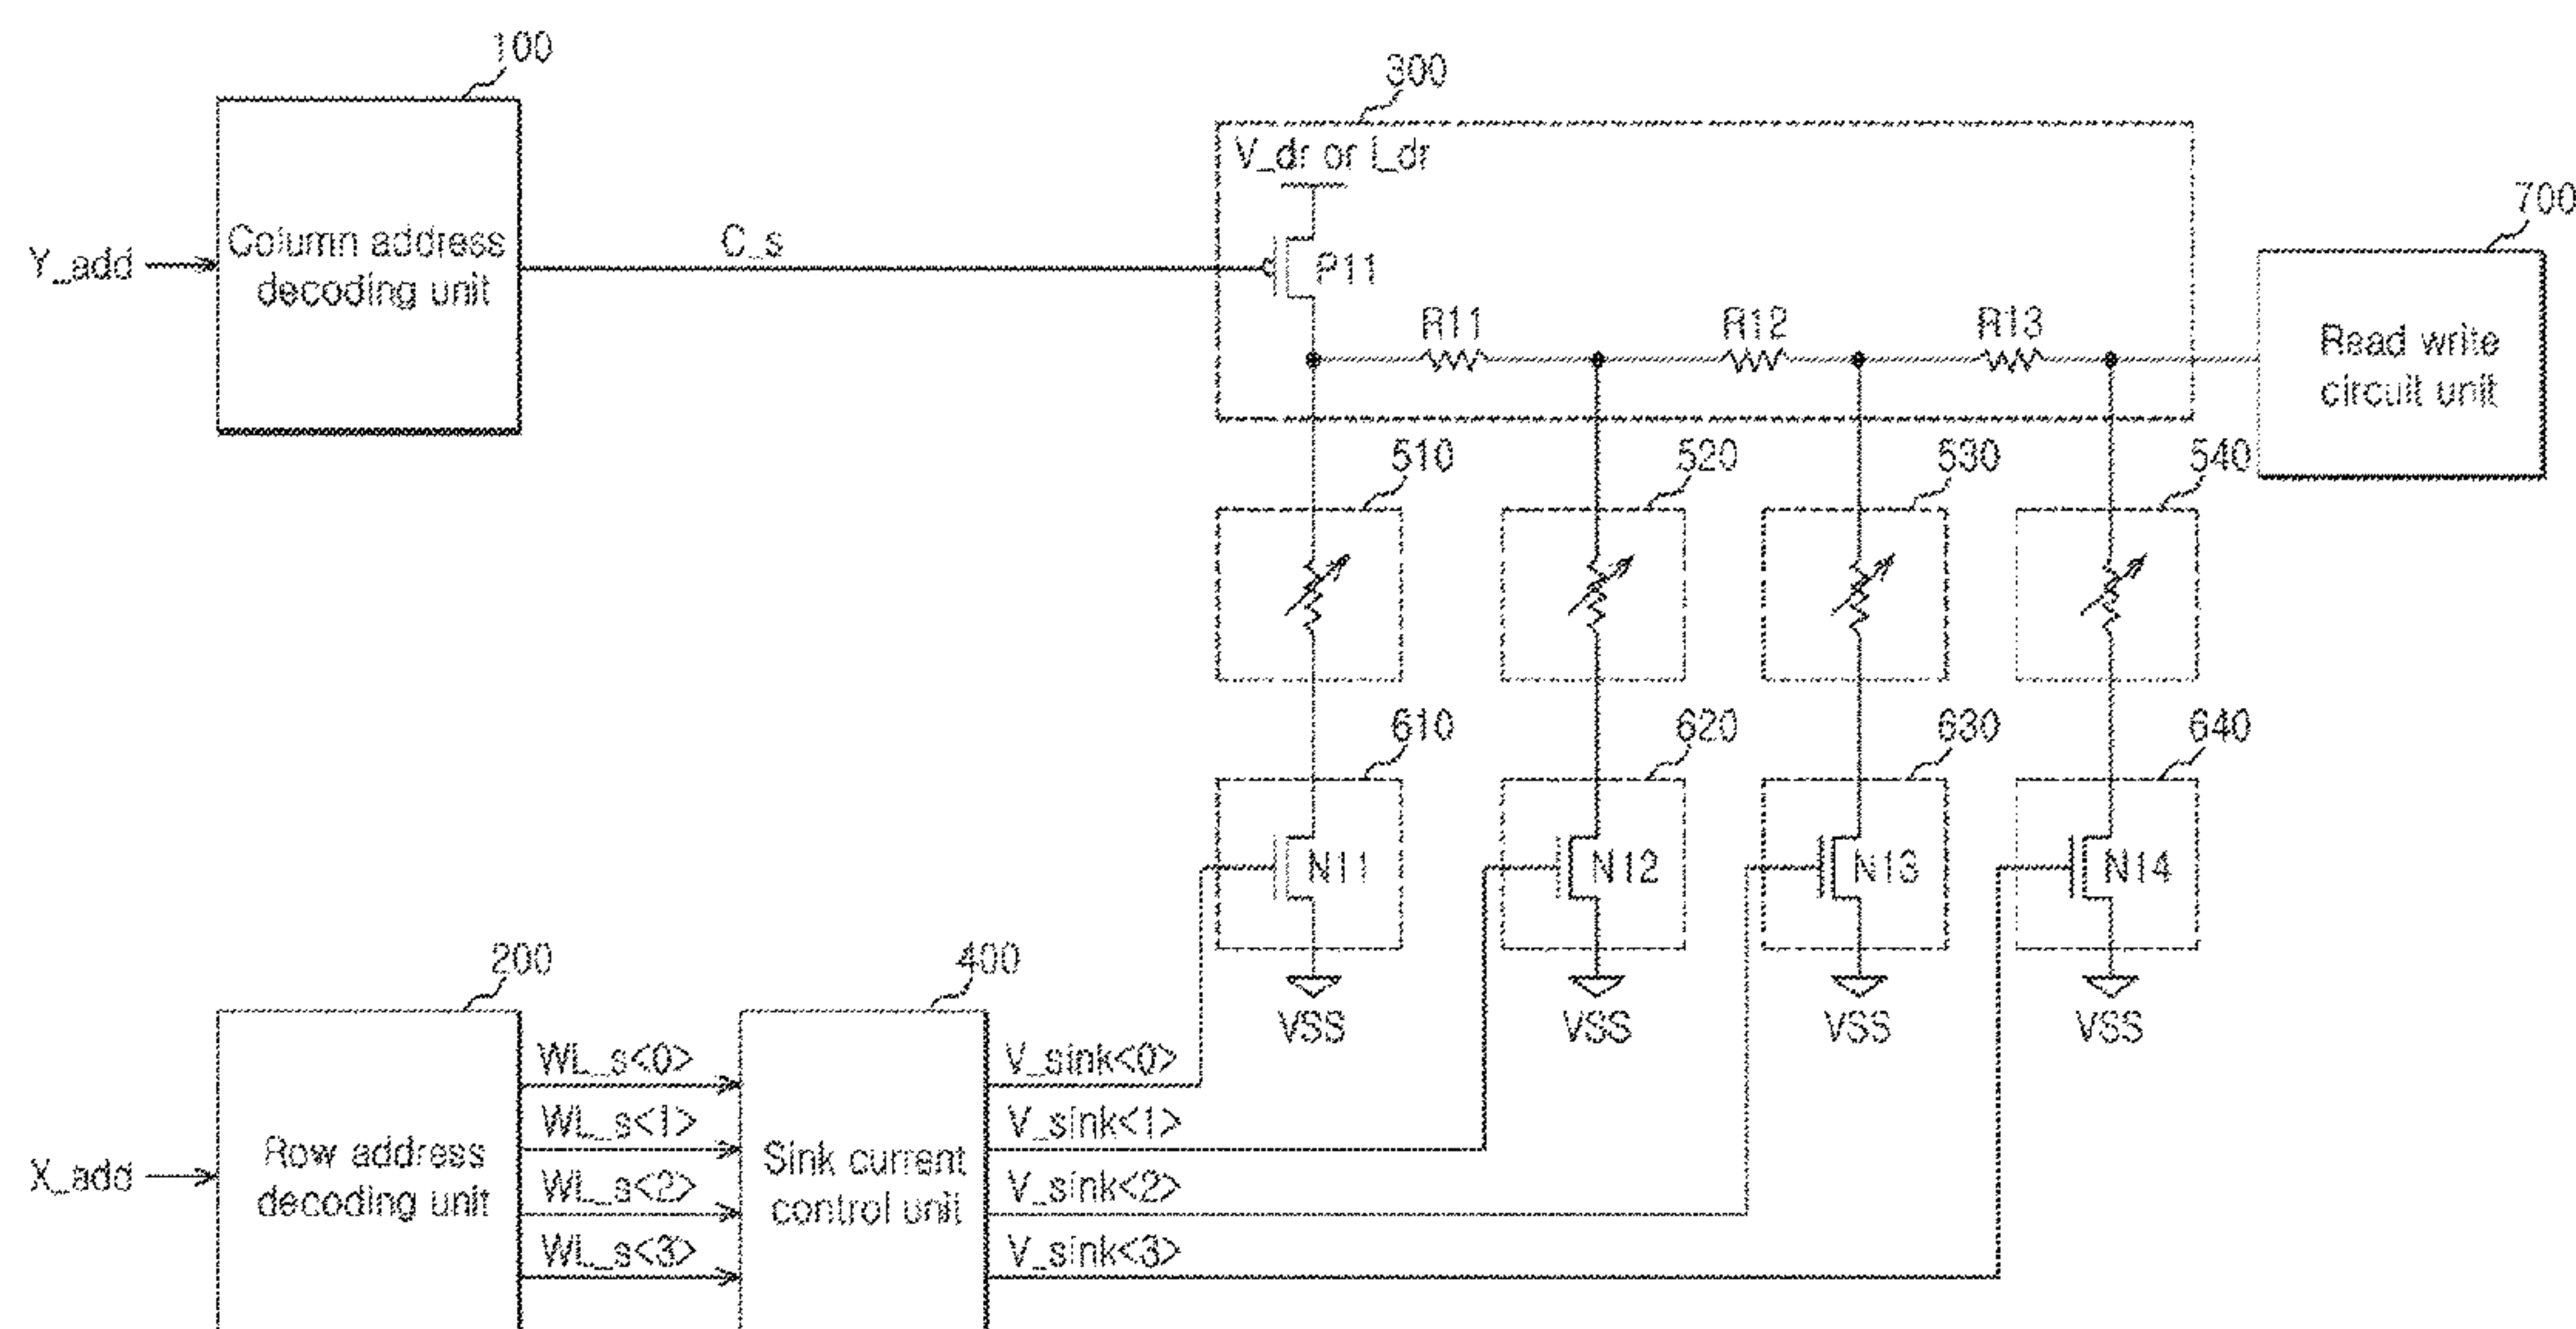 100
300
V_dr or I_dr
700
Column address
decoding unit
Y_add
C_s
P11
R11
R12
R13
Read write
circuit unit
510
520
530
540
610
620
630
640
N11
N12
N13
N14
200
400
VSS
VSS
VSS
VSS
WL_s<0>
V_sink<0>
WL_s<1>
V_sink<1>
X_add
Row address
decoding unit
Sink current
control unit
WL_s<2>
V_sink<2>
WL_s<3>
V_sink<3>